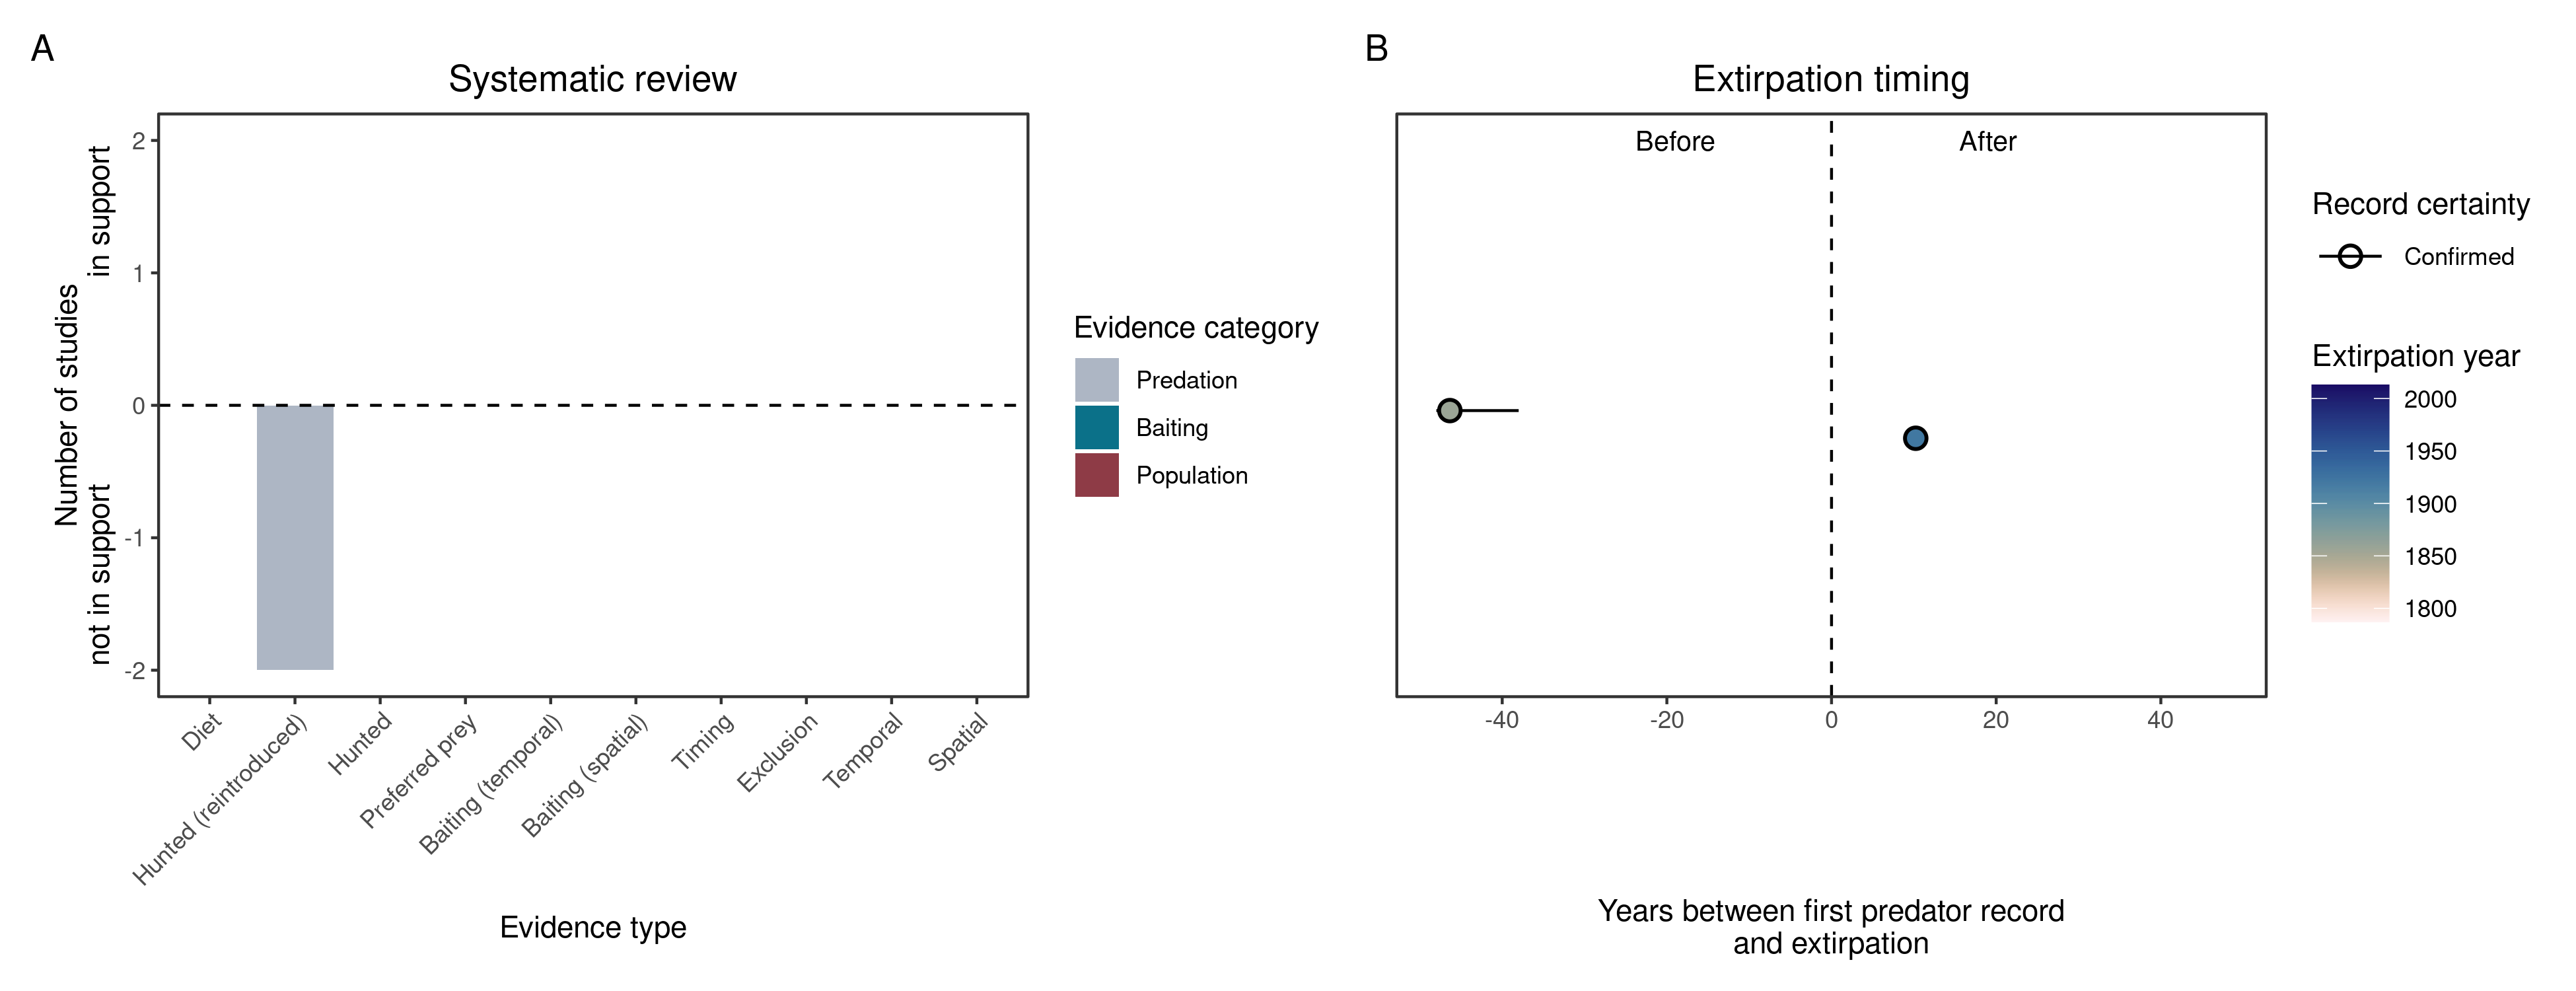 A
Systematic review
Number of studies
not in support
in support
2
1
0
-1
-2
Diet
Hunted (reintroduced)
Hunted
Preferred prey
Baiting (temporal)
Baiting (spatial)
Timing
Exclusion
Temporal
Spatial
Evidence type
Evidence category
Predation
Baiting
Population
B
Extirpation timing
Before
After
-40
-20
0
20
40
Years between first predator record
and extirpation
Record certainty
Confirmed
Extirpation year
2000
1950
1900
1850
1800